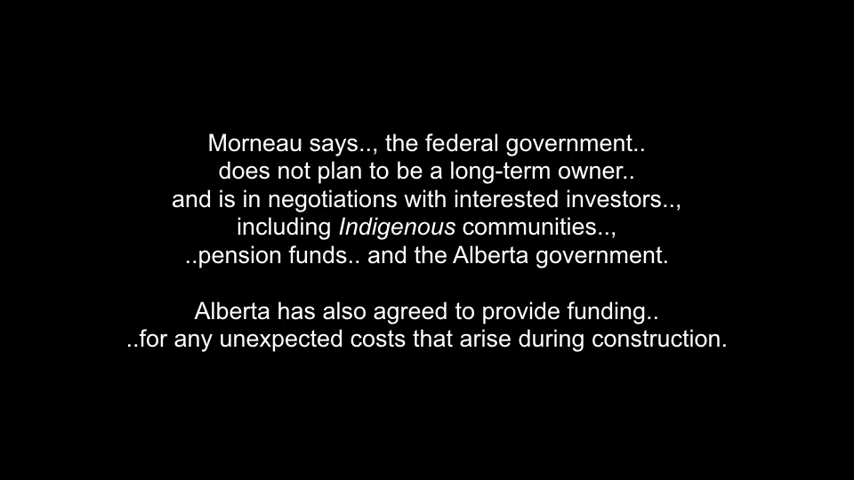 Morneau says.., the federal government..
does not plan to be a long-term owner..
and is in negotiations with interested investors..,
including Indigenous communities..,
..pension funds.. and the Alberta government.
Alberta has also agreed to provide funding..
..for any unexpected costs that arise during construction.